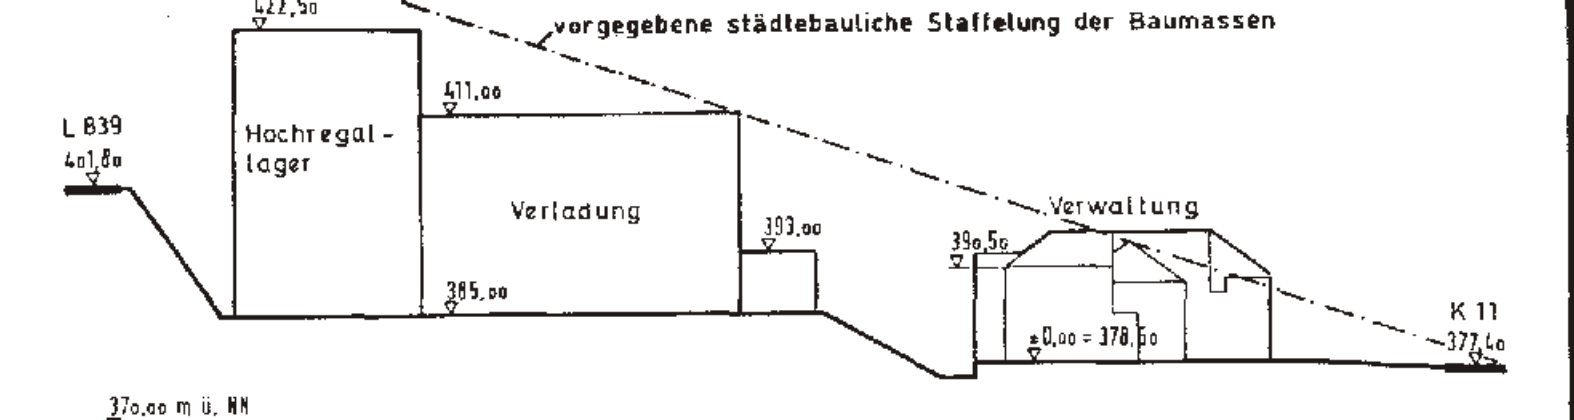 422,50
vorgegebene städtebauliche Staffelung der Baumassen
411,00
L 839
401,80
Hochregal-
lager
Verladung
Verwaltung
393,00
390,50
385,00
K 11
±0,00 = 378,50
377,40
370,00 m ü. NN